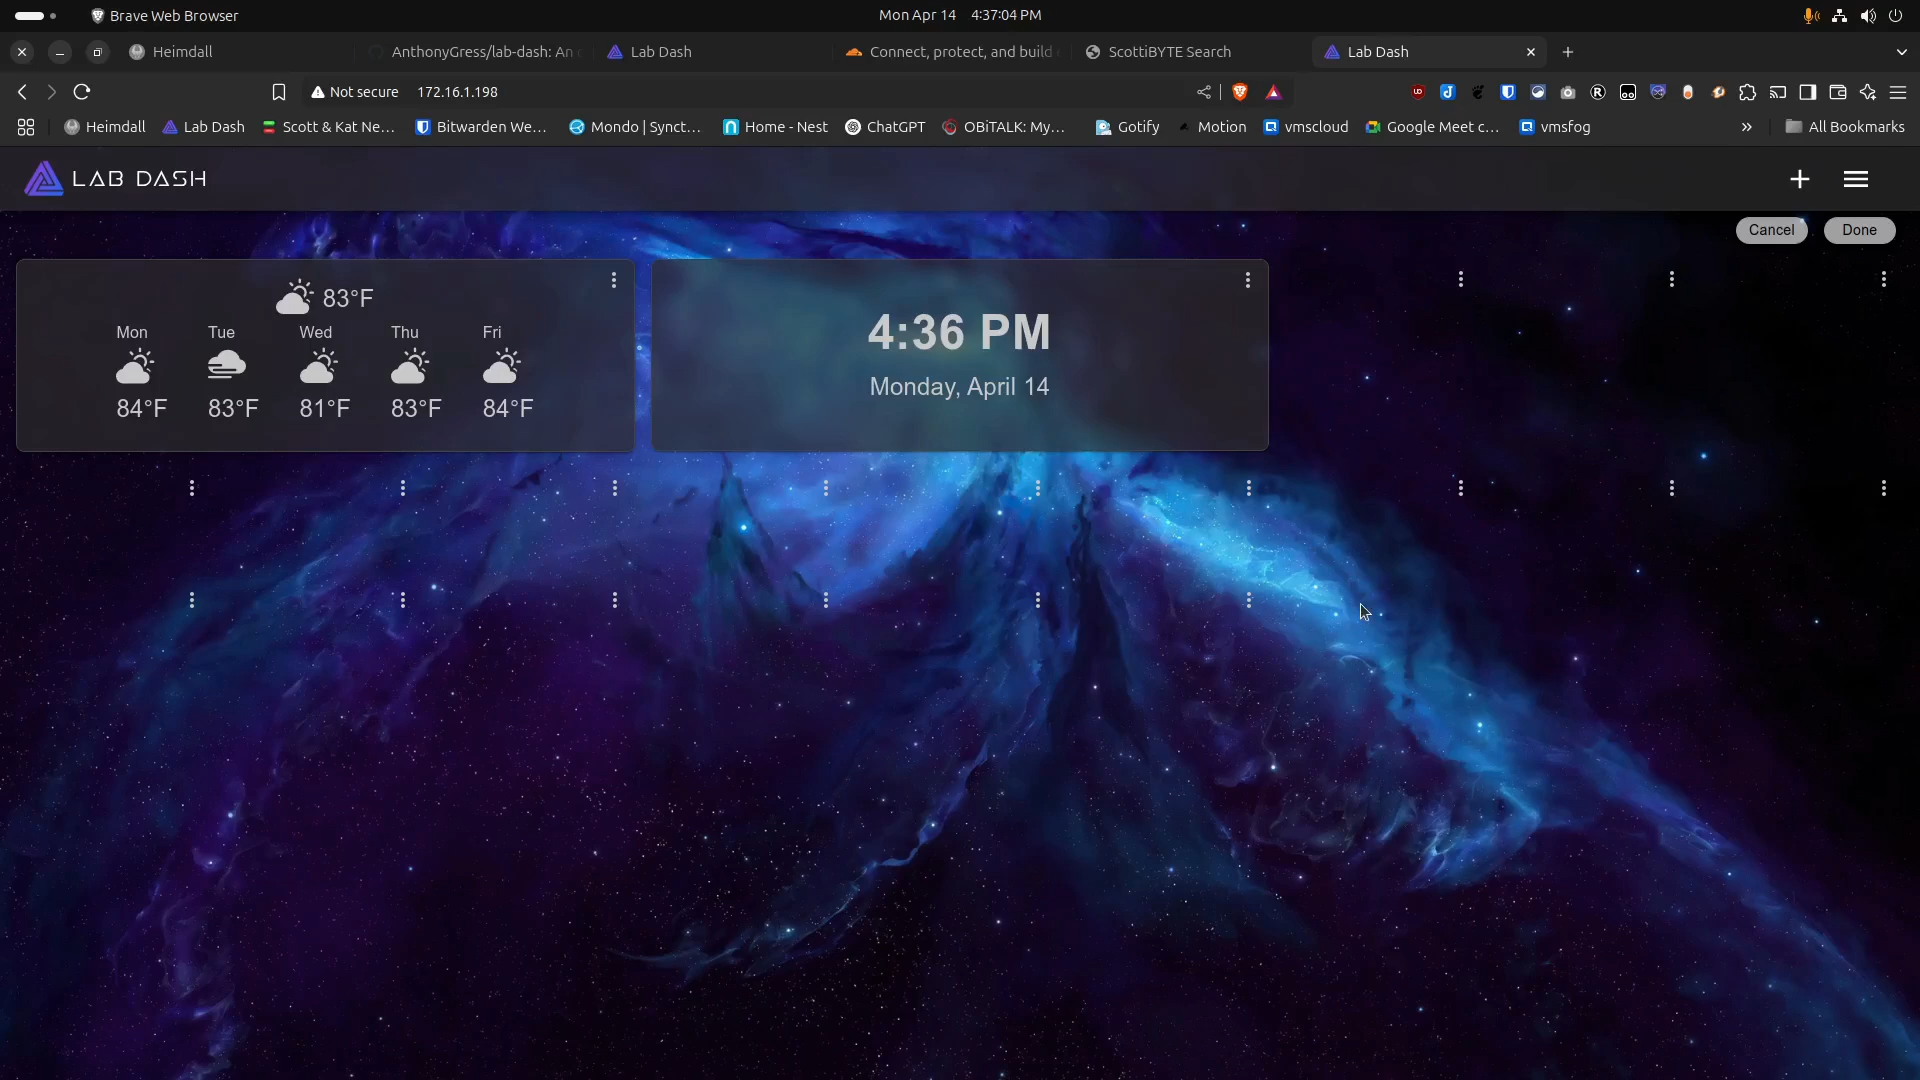 Brave Web Browser
Mon Apr 14 4:37:04 PM
Heimdall
AnthonyGress/lab-dash: An
Lab Dash
Connect, protect, and build
ScottiBYTE Search
Lab Dash
Not secure 172.16.1.198
Heimdall
Lab Dash
Scott & Kat Ne...
Bitwarden We...
Mondo | Synct...
Home - Nest
ChatGPT
OBiTALK: My...
Gotify
Motion
vmscloud
Google Meet c...
vmsfog
All Bookmarks
LAB DASH
Cancel
Done
83°F
Mon Tue Wed Thu Fri
84°F 83°F 81°F 83°F 84°F
4:36 PM
Monday, April 14